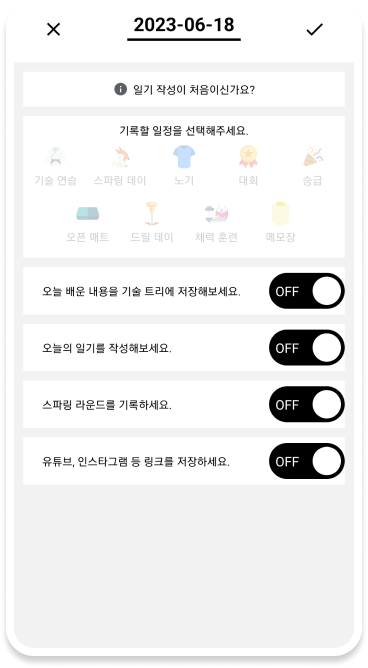 2023-06-18
일기 작성이 처음이신가요?
기록할 일정을 선택해주세요.
기술 연습 스파링 데이 노기 대회 승급
오픈 매트 드릴 데이 체력 훈련 메모장
오늘 배운 내용을 기술 트리에 저장해보세요. OFF
오늘의 일기를 작성해보세요. OFF
스파링 라운드를 기록하세요. OFF
유튜브, 인스타그램 등 링크를 저장하세요. OFF